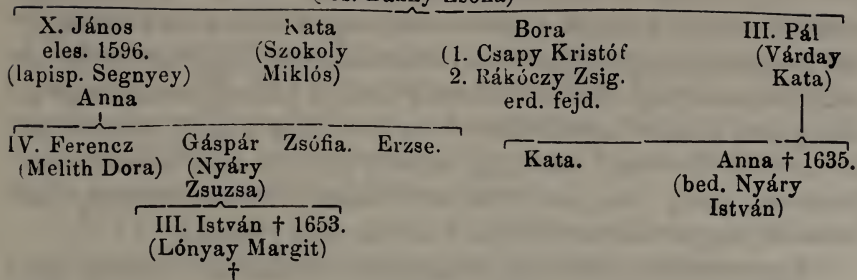 X. János
eles. 1596.
(lapisp. Segnyey)
Anna
Kata
(Szokoly
Miklós)
Bora
(1. Csapy Kristóf
2. Rákóczy Zsig.
erd. fejd.
III. Pál
(Várday
Kata)
IV. Ferencz
(Melith Dora)
Gáspár
(Nyáry
Zsuzsa)
Zsófia.
Erzse.
III. István † 1653.
(Lónyay Margit)
†
Kata.
Anna † 1635.
(bed. Nyáry
István)